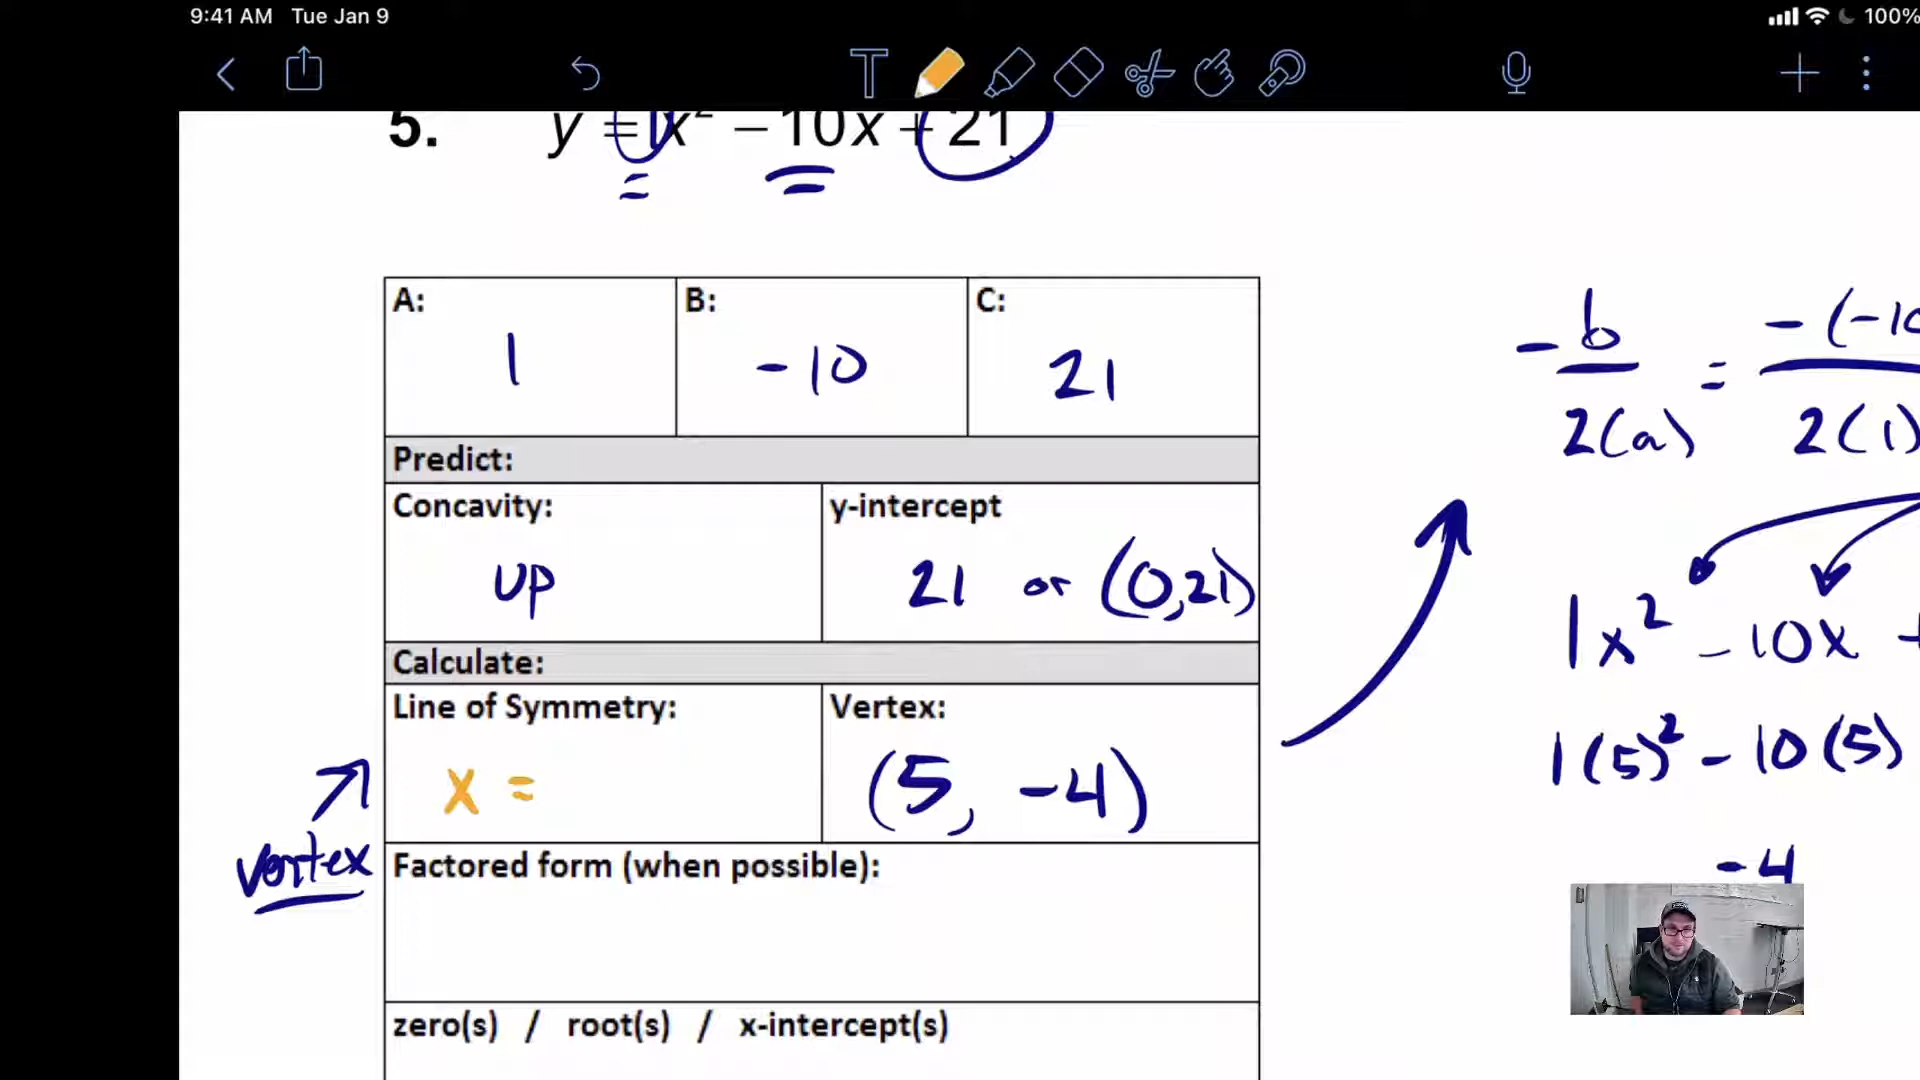 9:41 AM Tue Jan 9
100%
5. y = 1x² − 10x + 21
A: B: C:
1 -10 21
Predict:
Concavity: y-intercept
UP 21 or (0,21)
Calculate:
Line of Symmetry: Vertex:
x = (5, -4)
vertex
Factored form (when possible):
zero(s) / root(s) / x-intercept(s)
-b/2(a) = -(-10/2(1)
1x² - 10x +
1(5)² - 10(5)
-4